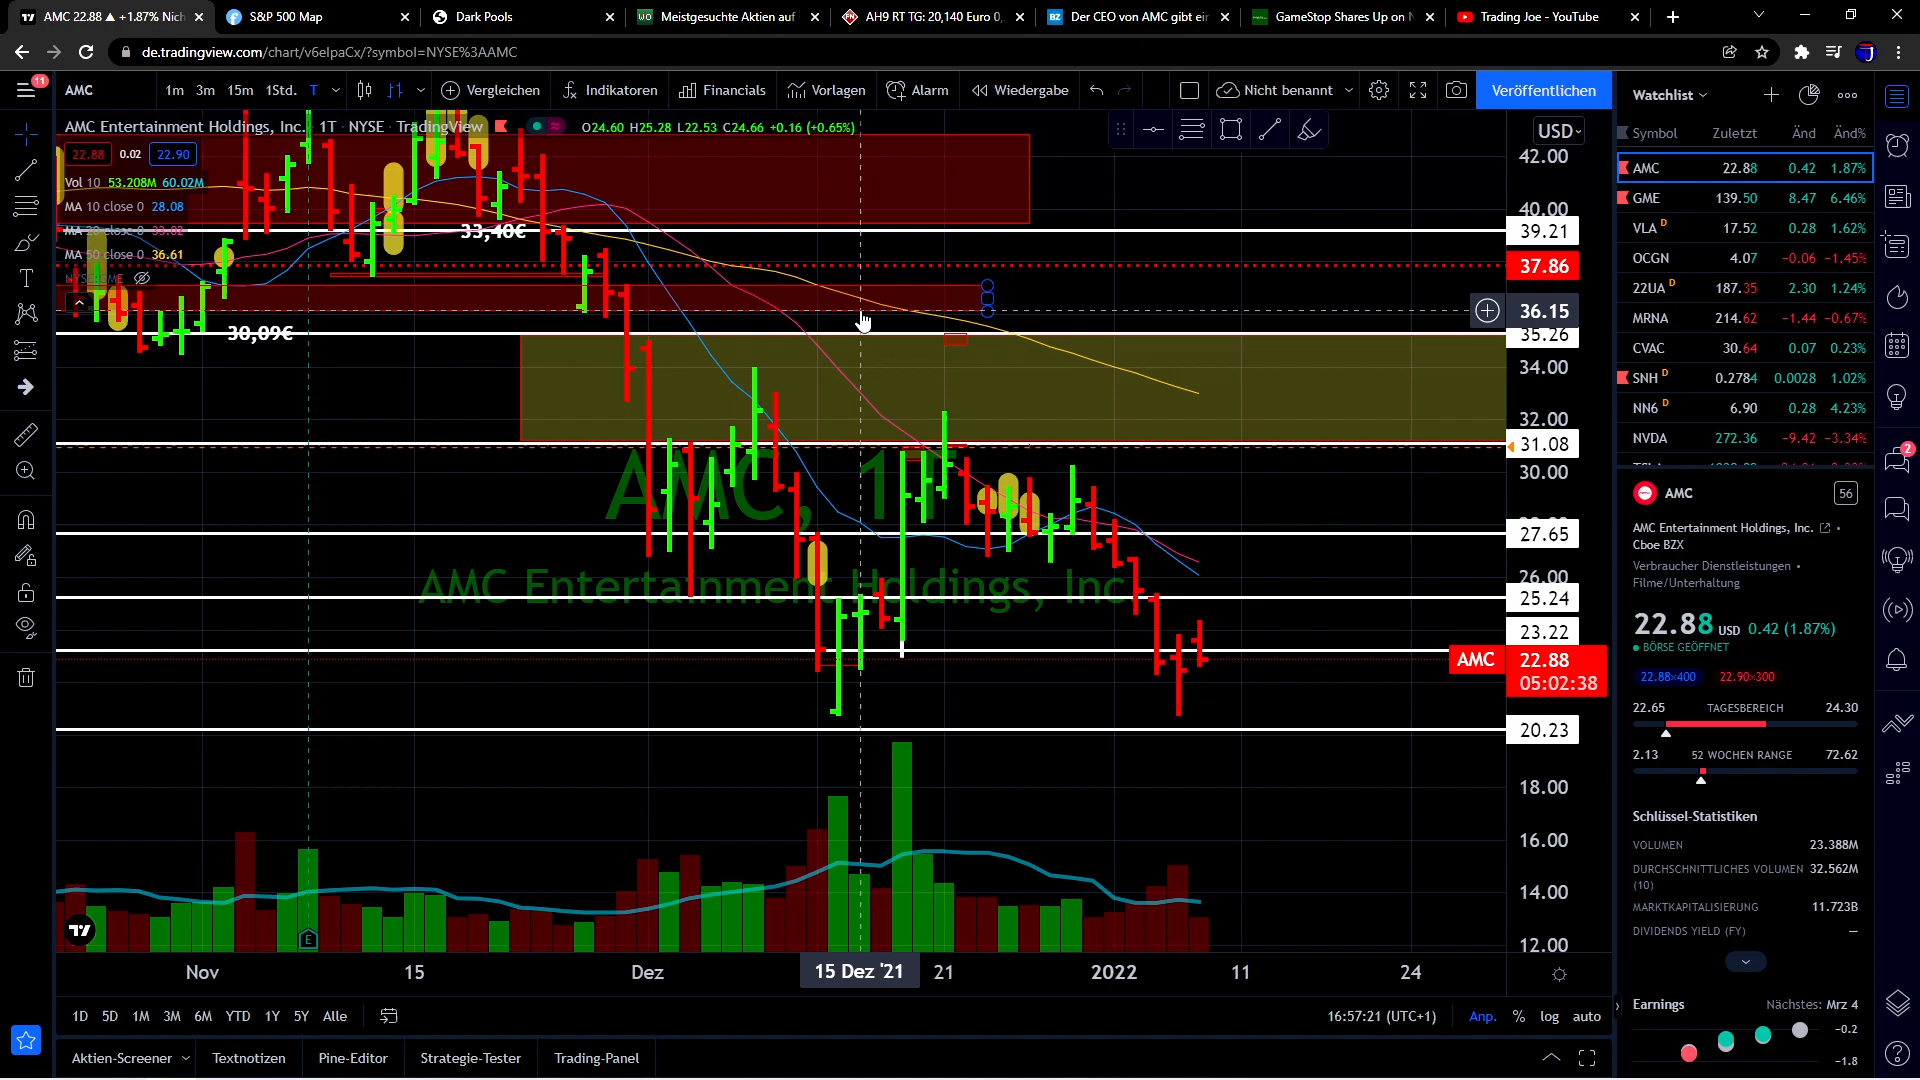 AMC 22.88 ▲ +1.87% Nich
S&P 500 Map
Dark Pools
Meistgesuchte Aktien auf
AH9 RT TG: 20,140 Euro 0,
Der CEO von AMC gibt ein
GameStop Shares Up on N
Trading Joe - YouTube
de.tradingview.com/chart/v6elpaCx/?symbol=NYSE%3AAMC
11
AMC
1m 3m 15m 1Std. T
Vergleichen
Indikatoren
Financials
Vorlagen
Alarm
Wiedergabe
Nicht benannt
Veröffentlichen
AMC Entertainment Holdings, Inc. · 1T · NYSE · TradingView
O24.60 H25.28 L22.53 C24.66 +0.16 (+0.65%)
22.88 0.02 22.90
Vol 10 53.208M 60.02M
MA 10 close 0 28.08
MA 50 close 0 36.61
33,40€
30,09€
AMC, 1T
AMC Entertainment Holdings, Inc.
USD
42.00
40.00
39.21
37.86
36.15
35.26
34.00
32.00
31.08
30.00
27.65
26.00
25.24
23.22
AMC 22.88
05:02:38
20.23
18.00
16.00
14.00
12.00
E
Nov 15 Dez 15 Dez '21 21 2022 11 24
1D 5D 1M 3M 6M YTD 1Y 5Y Alle
16:57:21 (UTC+1) Anp. % log auto
Aktien-Screener Textnotizen Pine-Editor Strategie-Tester Trading-Panel
Watchlist
Symbol Zuletzt Änd Änd%
AMC 22.88 0.42 1.87%
GME 139.50 8.47 6.46%
VLA D 17.52 0.28 1.62%
OCGN 4.07 −0.06 −1.45%
22UA D 187.35 2.30 1.24%
MRNA 214.62 −1.44 −0.67%
CVAC 30.64 0.07 0.23%
SNH D 0.2784 0.0028 1.02%
NN6 D 6.90 0.28 4.23%
NVDA 272.36 −9.42 −3.34%
2
AMC 56
AMC Entertainment Holdings, Inc. •
Cboe BZX
Verbraucher Dienstleistungen •
Filme/Unterhaltung
22.88 USD 0.42 (1.87%)
BÖRSE GEÖFFNET
22.88×400 22.90×300
22.65 TAGESBEREICH 24.30
2.13 52 WOCHEN RANGE 72.62
Schlüssel-Statistiken
VOLUMEN 23.388M
DURCHSCHNITTLICHES VOLUMEN 32.562M
(10)
MARKTKAPITALISIERUNG 11.723B
DIVIDENDS YIELD (FY) —
Earnings Nächstes: Mrz 4
-0.2
-1.8